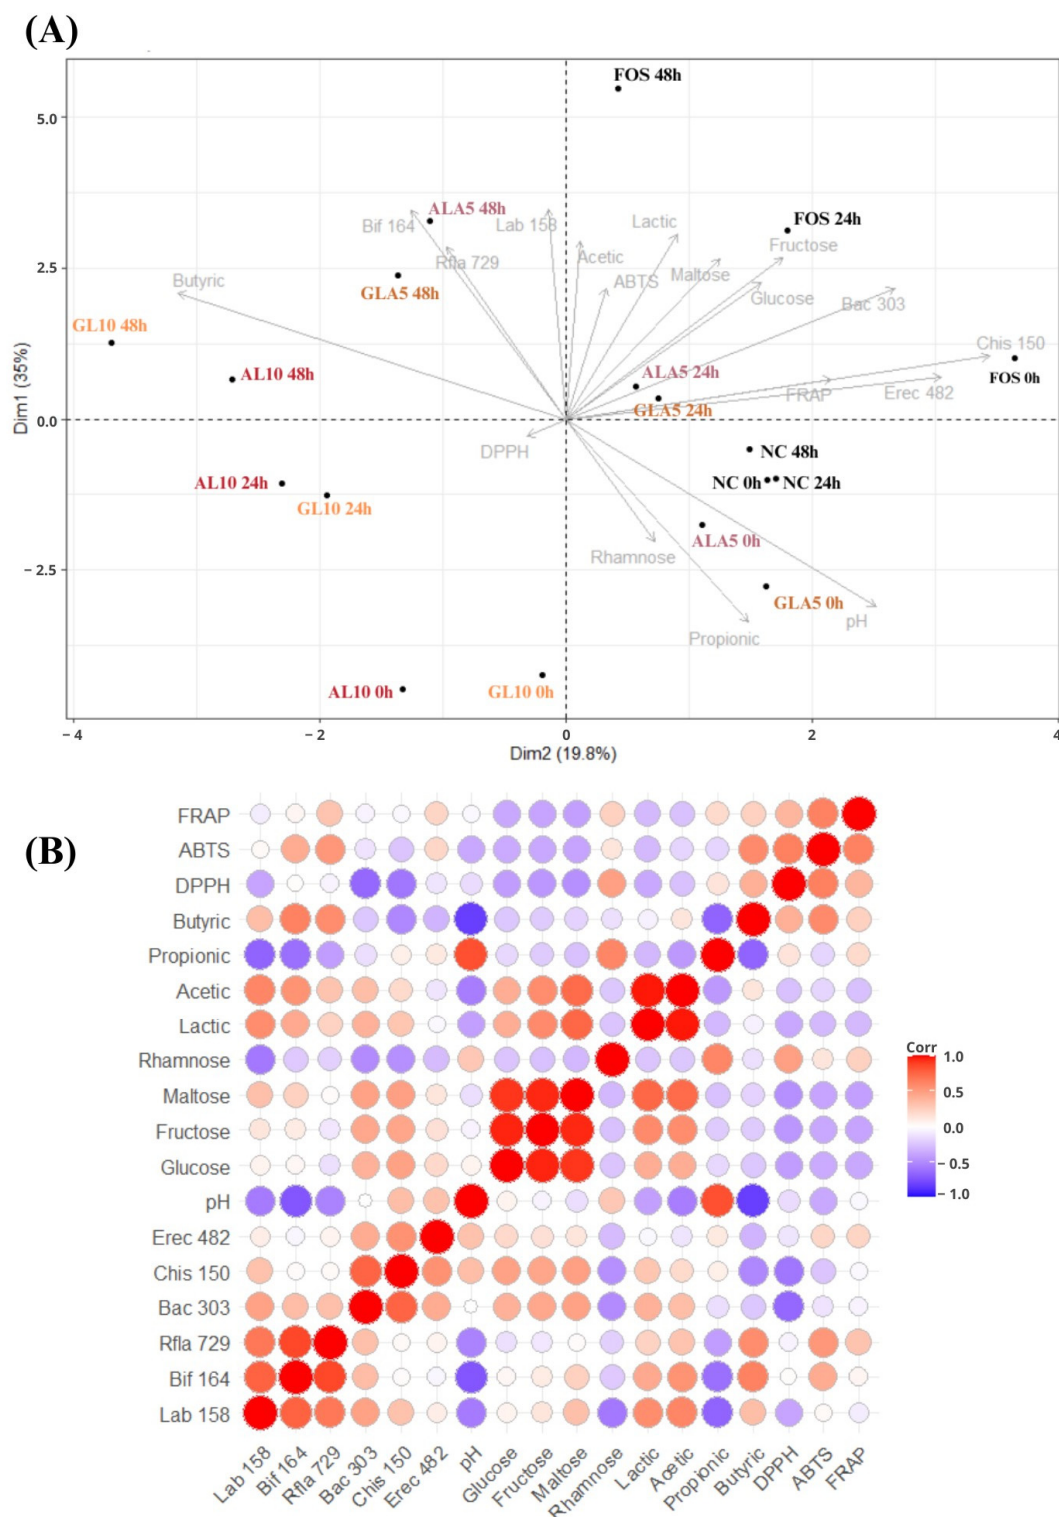 (A)
FOS 48h
5.0
ALA5 48h
Bif 164
Lab 158
Lactic
FOS 24h
Fructose
Rfla 729
Acetic
2.5
Butyric
GLA5 48h
ABTS
Maltose
Glucose
Bac 303
GL10 48h
Chis 150
AL10 48h
ALA5 24h
FOS 0h
FRAP
Erec 482
GLA5 24h
0.0
Dim1 (35%)
DPPH
NC 48h
AL10 24h
NC 0h
NC 24h
GL10 24h
ALA5 0h
Rhamnose
−2.5
GLA5 0h
pH
Propionic
AL10 0h
GL10 0h
−4
−2
0
2
4
Dim2 (19.8%)
(B)
FRAP
ABTS
DPPH
Butyric
Propionic
Acetic
Lactic
Rhamnose
Maltose
Fructose
Glucose
pH
Erec 482
Chis 150
Bac 303
Rfla 729
Bif 164
Lab 158
Corr
1.0
0.5
0.0
−0.5
−1.0
Lab 158
Bif 164
Rfla 729
Bac 303
Chis 150
Erec 482
pH
Glucose
Fructose
Maltose
Rhamnose
Lactic
Acetic
Propionic
Butyric
DPPH
ABTS
FRAP